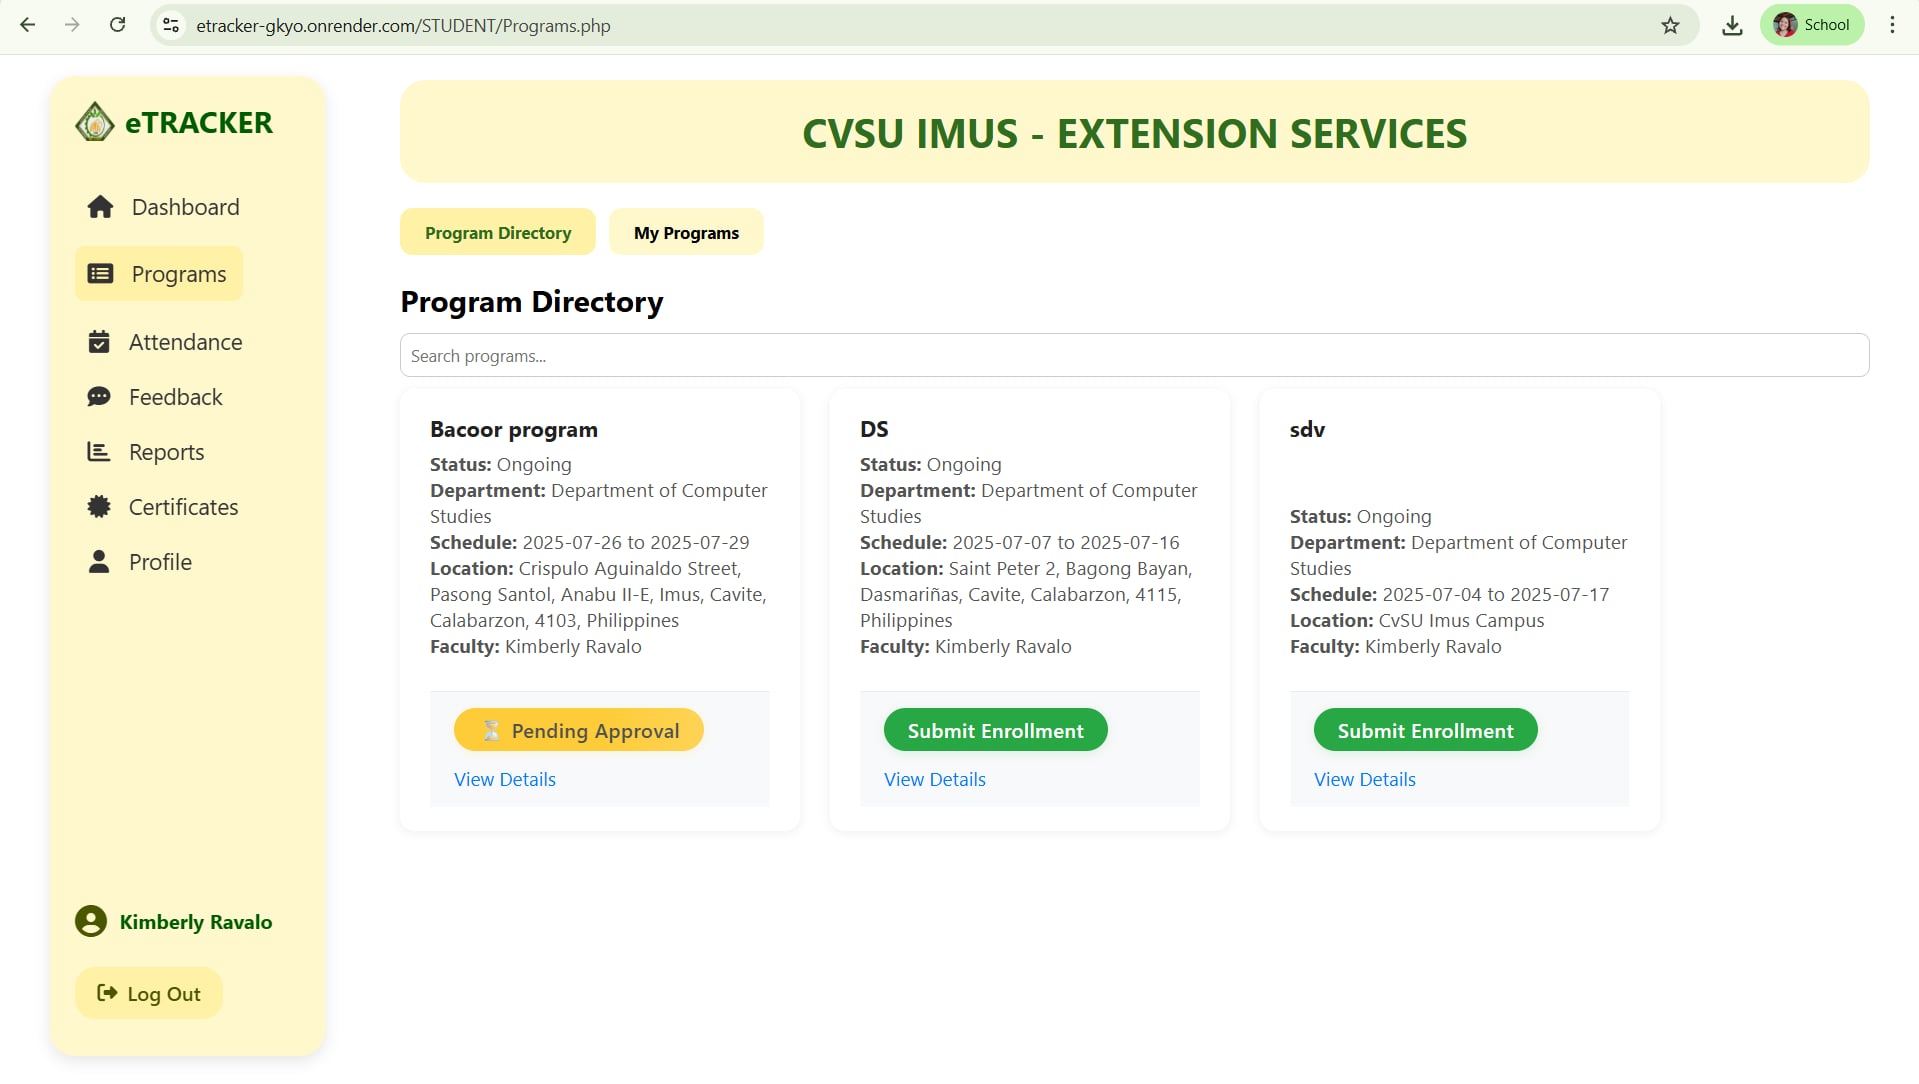 etracker-gkyo.onrender.com/STUDENT/Programs.php
School
eTRACKER
Dashboard
Programs
Attendance
Feedback
Reports
Certificates
Profile
Kimberly Ravalo
Log Out
CVSU IMUS - EXTENSION SERVICES
Program Directory
My Programs
Program Directory
Search programs...
Bacoor program
Status: Ongoing
Department: Department of Computer
Studies
Schedule: 2025-07-26 to 2025-07-29
Location: Crispulo Aguinaldo Street,
Pasong Santol, Anabu II-E, Imus, Cavite,
Calabarzon, 4103, Philippines
Faculty: Kimberly Ravalo
Pending Approval
View Details
DS
Status: Ongoing
Department: Department of Computer
Studies
Schedule: 2025-07-07 to 2025-07-16
Location: Saint Peter 2, Bagong Bayan,
Dasmariñas, Cavite, Calabarzon, 4115,
Philippines
Faculty: Kimberly Ravalo
Submit Enrollment
View Details
sdv
Status: Ongoing
Department: Department of Computer
Studies
Schedule: 2025-07-04 to 2025-07-17
Location: CvSU Imus Campus
Faculty: Kimberly Ravalo
Submit Enrollment
View Details